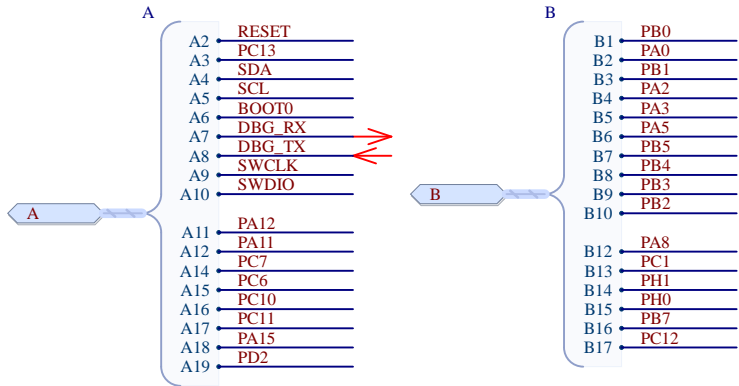 A
A2 RESET
A3 PC13
A4 SDA
A5 SCL
A6 BOOT0
A7 DBG_RX
A8 DBG_TX
A9 SWCLK
A10 SWDIO
A
A11 PA12
A12 PA11
A14 PC7
A15 PC6
A16 PC10
A17 PC11
A18 PA15
A19 PD2
B
B1 PB0
B2 PA0
B3 PB1
B4 PA2
B5 PA3
B6 PA5
B7 PB5
B8 PB4
B9 PB3
B10 PB2
B
B12 PA8
B13 PC1
B14 PH1
B15 PH0
B16 PB7
B17 PC12